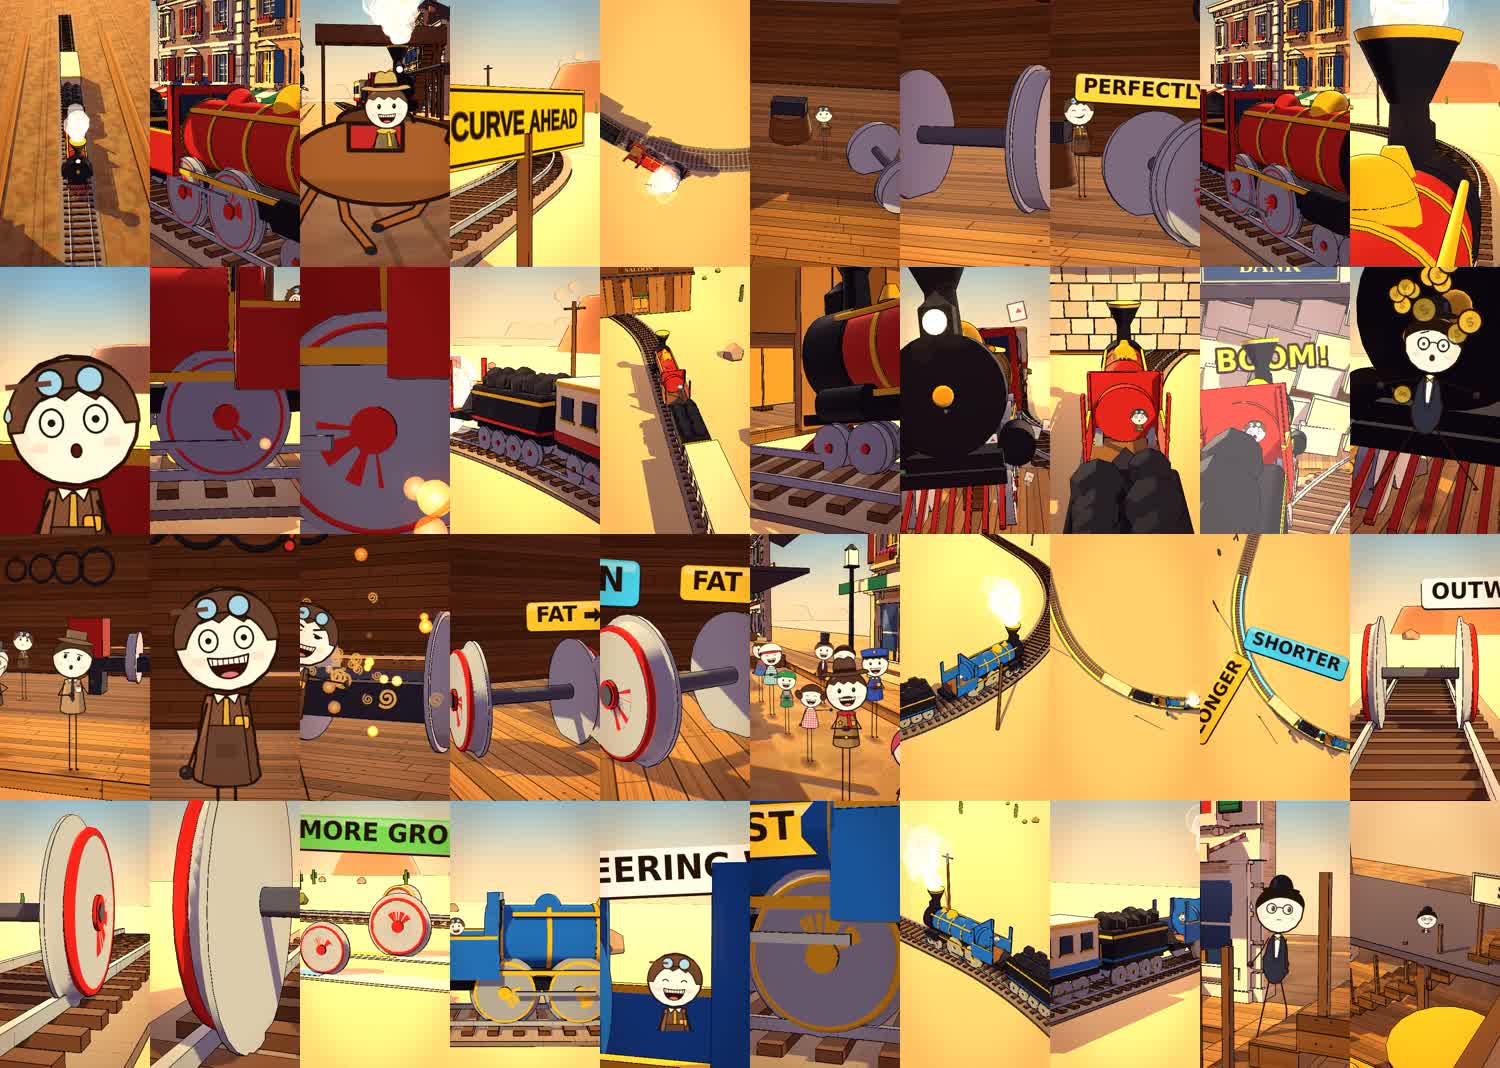 CURVE AHEAD
PERFECTLY
SALOON
BANK
BOOM!
FAT →
N
FAT
LONGER
SHORTER
OUTW
MORE GRO
EERING
ST